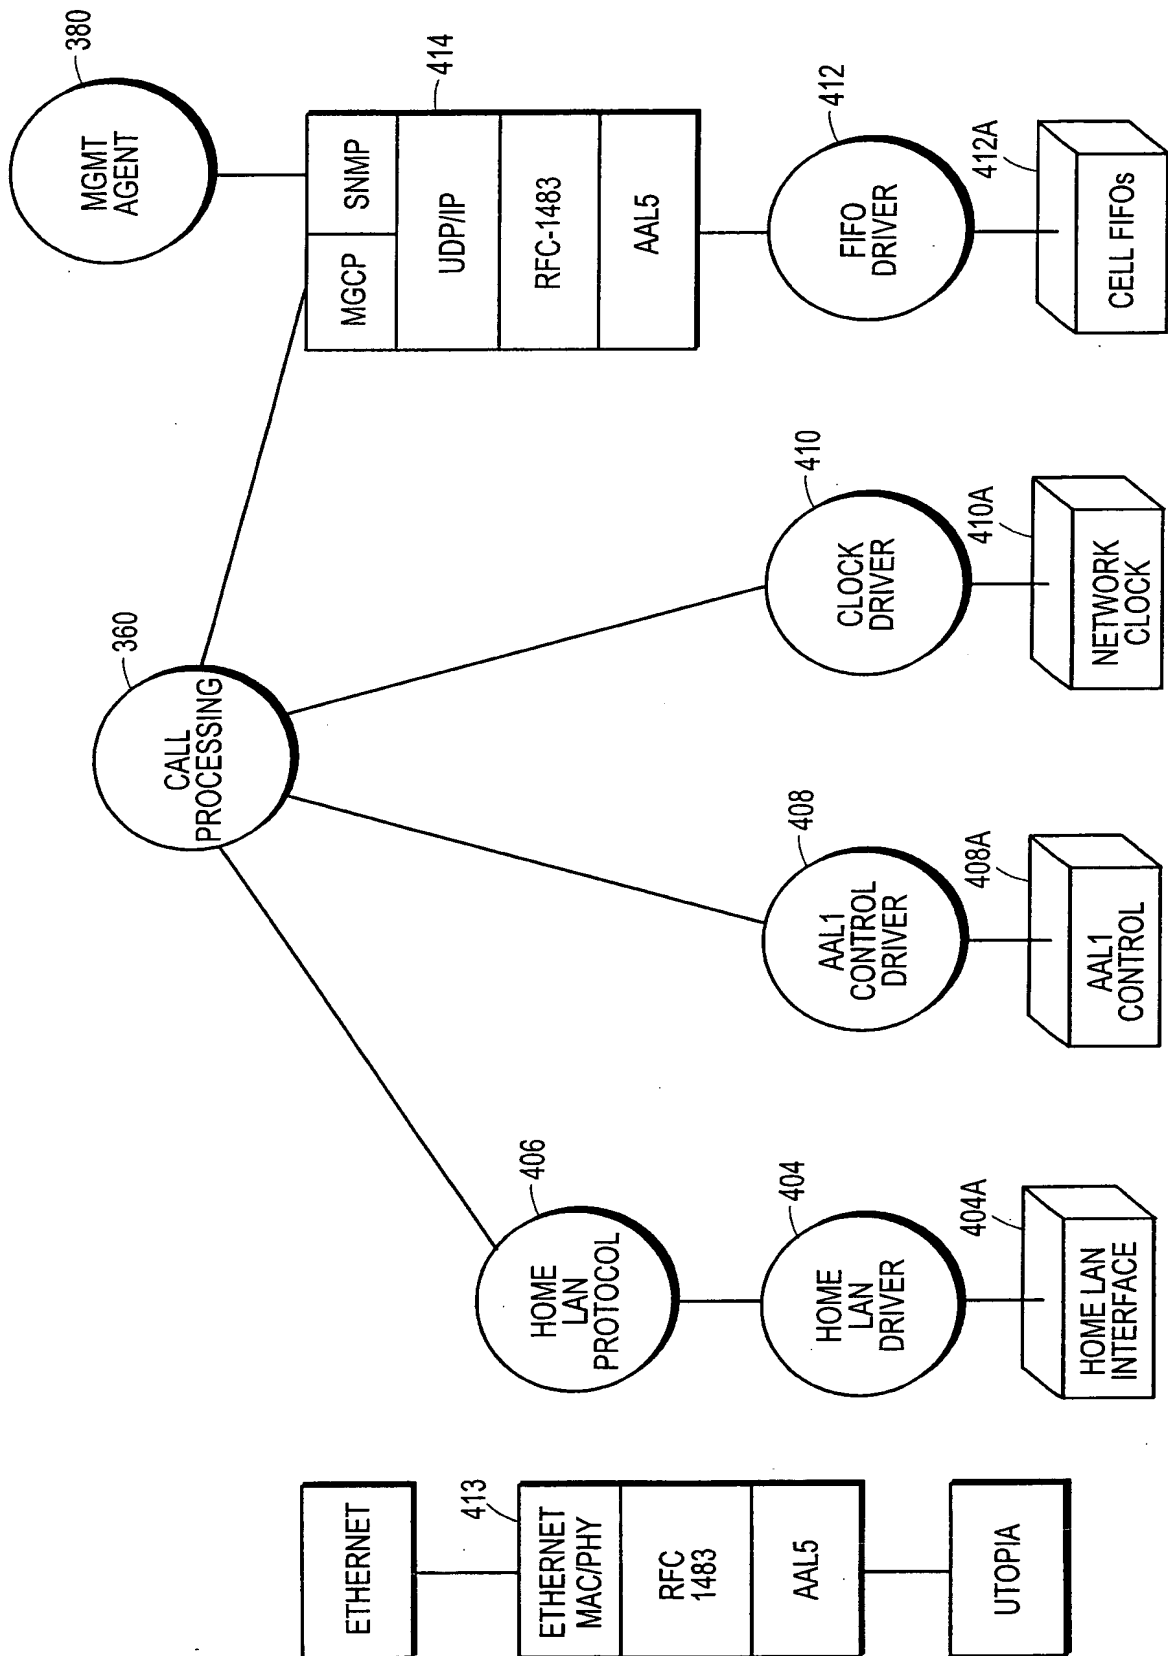 ETHERNET
413
ETHERNET
MAC/PHY
RFC
1483
AAL5
UTOPIA
360
CALL
PROCESSING
406
HOME
LAN
PROTOCOL
404
HOME
LAN
DRIVER
404A
HOME LAN
INTERFACE
408
AAL1
CONTROL
DRIVER
408A
AAL1
CONTROL
410
CLOCK
DRIVER
410A
NETWORK
CLOCK
380
MGMT
AGENT
414
MGCP
SNMP
UDP/IP
RFC-1483
AAL5
412
FIFO
DRIVER
412A
CELL FIFOs